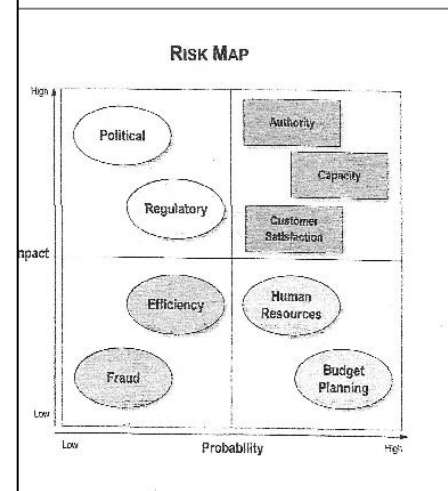 RISK MAP
High
Political
Authority
Capacity
Regulatory
Customer
Satisfaction
mpact
Efficiency
Human
Resources
Fraud
Budget
Planning
Low
Low
Probability
High